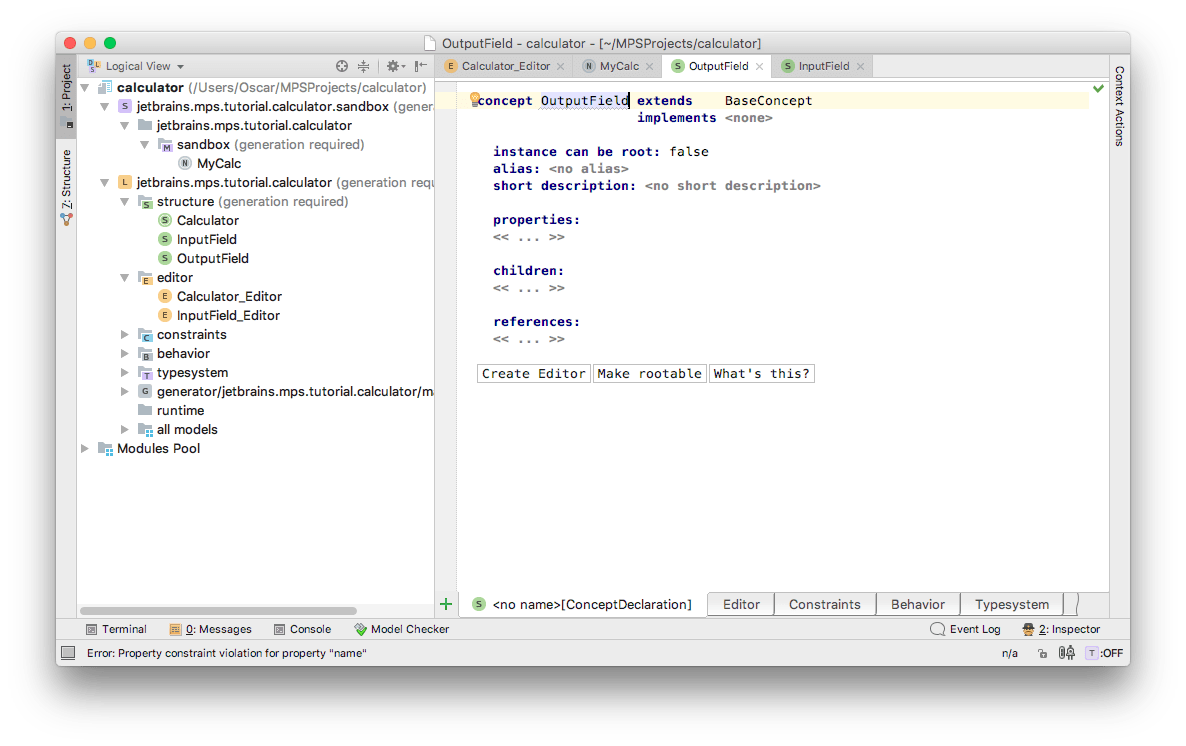 OutputField - calculator - [~/MPSProjects/calculator]
1: Project
Z: Structure
Logical View
calculator (/Users/Oscar/MPSProjects/calculator)
S jetbrains.mps.tutorial.calculator.sandbox (gener
jetbrains.mps.tutorial.calculator
M sandbox (generation required)
N MyCalc
L jetbrains.mps.tutorial.calculator (generation requ
S structure (generation required)
S Calculator
S InputField
S OutputField
E editor
E Calculator_Editor
E InputField_Editor
C constraints
B behavior
T typesystem
G generator/jetbrains.mps.tutorial.calculator/m
runtime
all models
Modules Pool
E Calculator_Editor N MyCalc S OutputField S InputField
concept OutputField extends BaseConcept
implements <none>
instance can be root: false
alias: <no alias>
short description: <no short description>
properties:
<< ... >>
children:
<< ... >>
references:
<< ... >>
Create Editor Make rootable What's this?
S <no name>[ConceptDeclaration] Editor Constraints Behavior Typesystem
Context Actions
Terminal 0: Messages Console Model Checker Event Log 2: Inspector
Error: Property constraint violation for property "name" n/a T :OFF